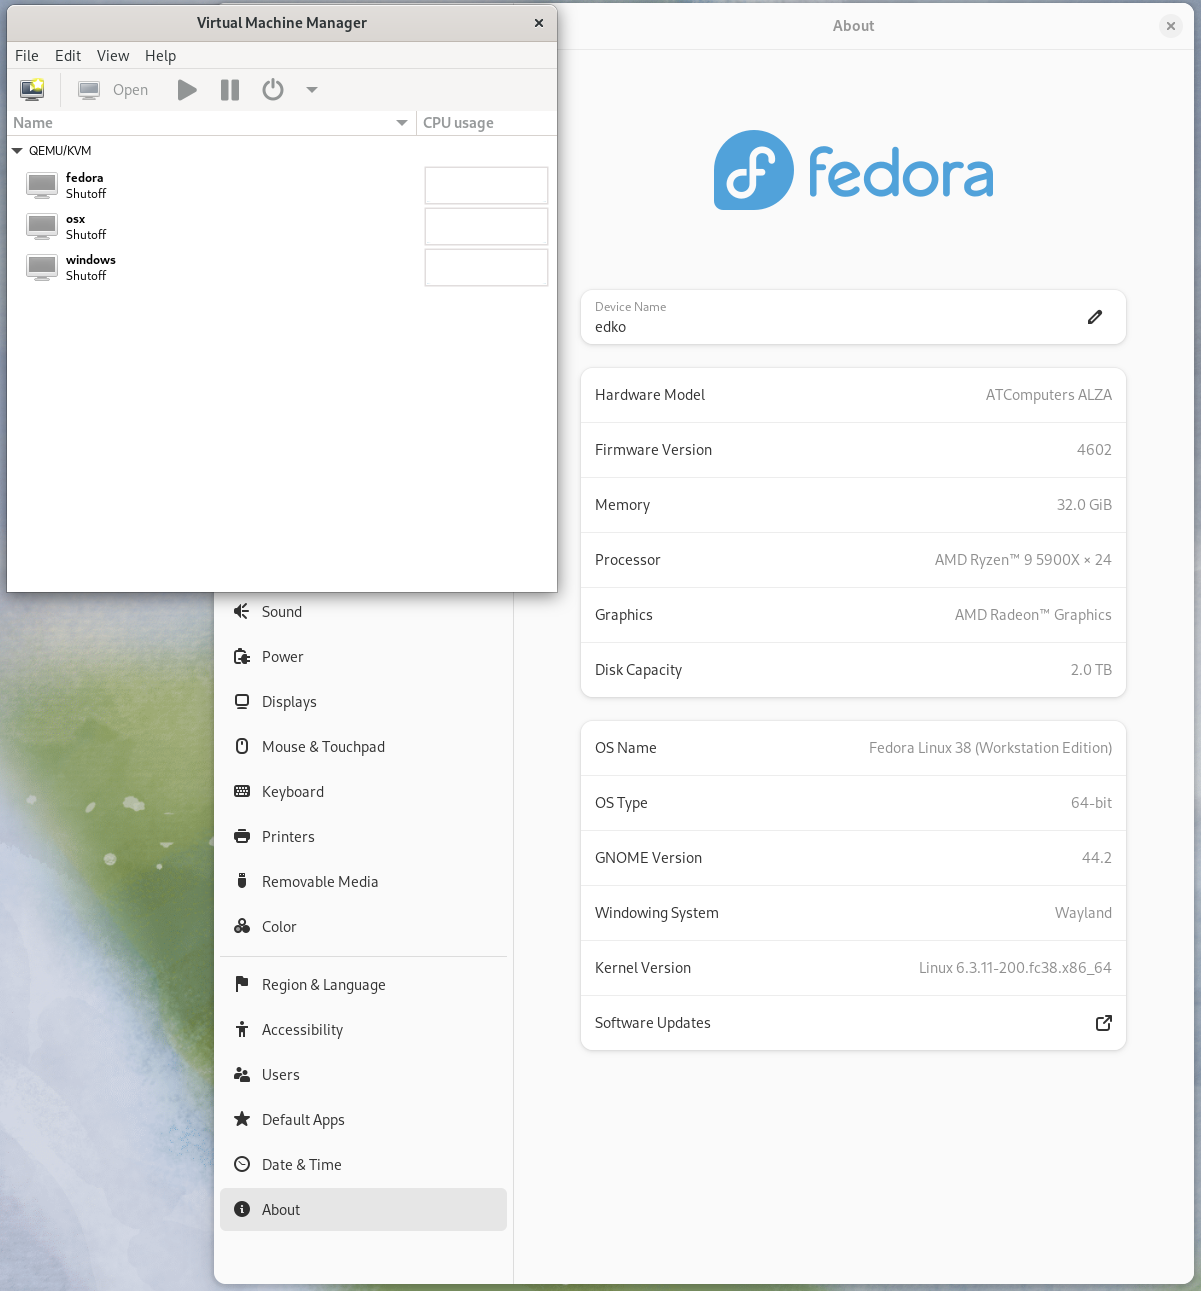 Virtual Machine Manager
File Edit View Help
Open
Name CPU usage
QEMU/KVM
fedora
Shutoff
osx
Shutoff
windows
Shutoff
Sound
Power
Displays
Mouse & Touchpad
Keyboard
Printers
Removable Media
Color
Region & Language
Accessibility
Users
Default Apps
Date & Time
About
About
fedora
Device Name
edko
Hardware Model ATComputers ALZA
Firmware Version 4602
Memory 32.0 GiB
Processor AMD Ryzen™ 9 5900X × 24
Graphics AMD Radeon™ Graphics
Disk Capacity 2.0 TB
OS Name Fedora Linux 38 (Workstation Edition)
OS Type 64-bit
GNOME Version 44.2
Windowing System Wayland
Kernel Version Linux 6.3.11-200.fc38.x86_64
Software Updates